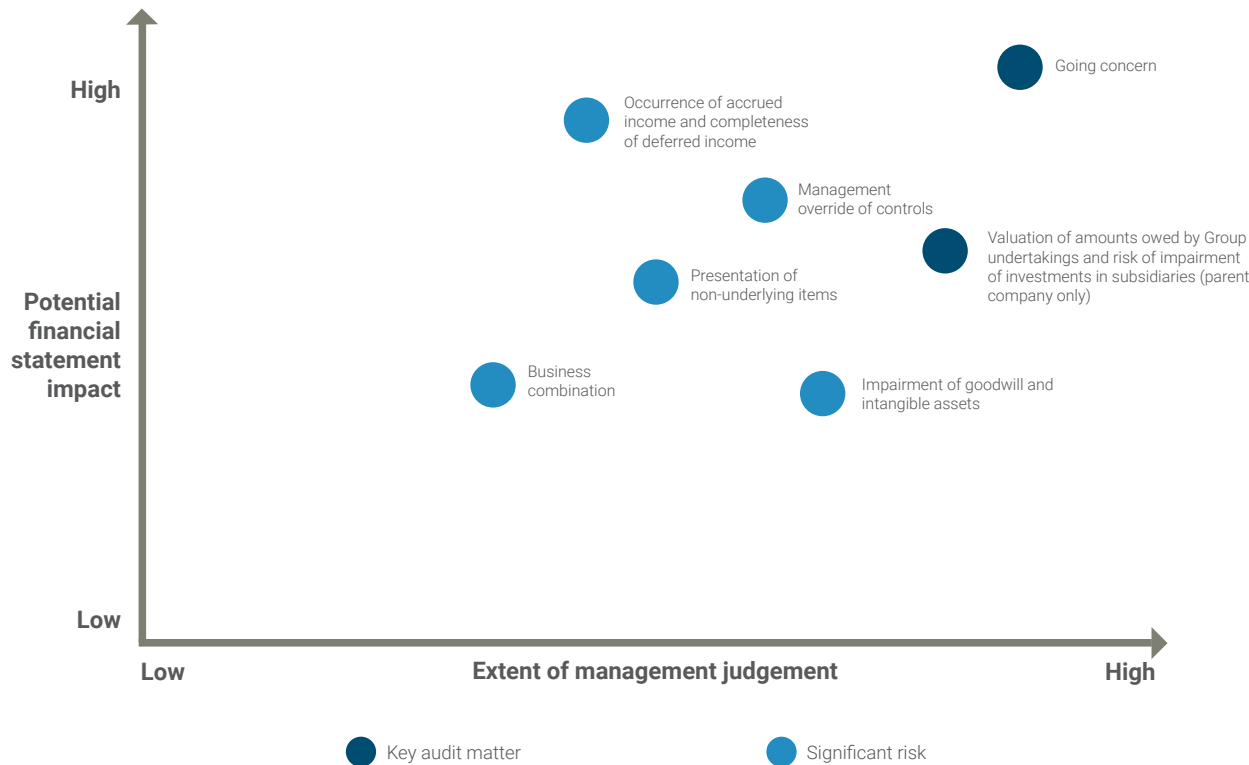 High
Going concern
Occurrence of accrued
income and completeness
of deferred income
Management
override of controls
Valuation of amounts owed by Group
undertakings and risk of impairment
of investments in subsidiaries (parent
company only)
Presentation of
non-underlying items
Potential
financial
statement
impact
Business
combination
Impairment of goodwill and
intangible assets
Low
Low
Extent of management judgement
High
Key audit matter
Significant risk